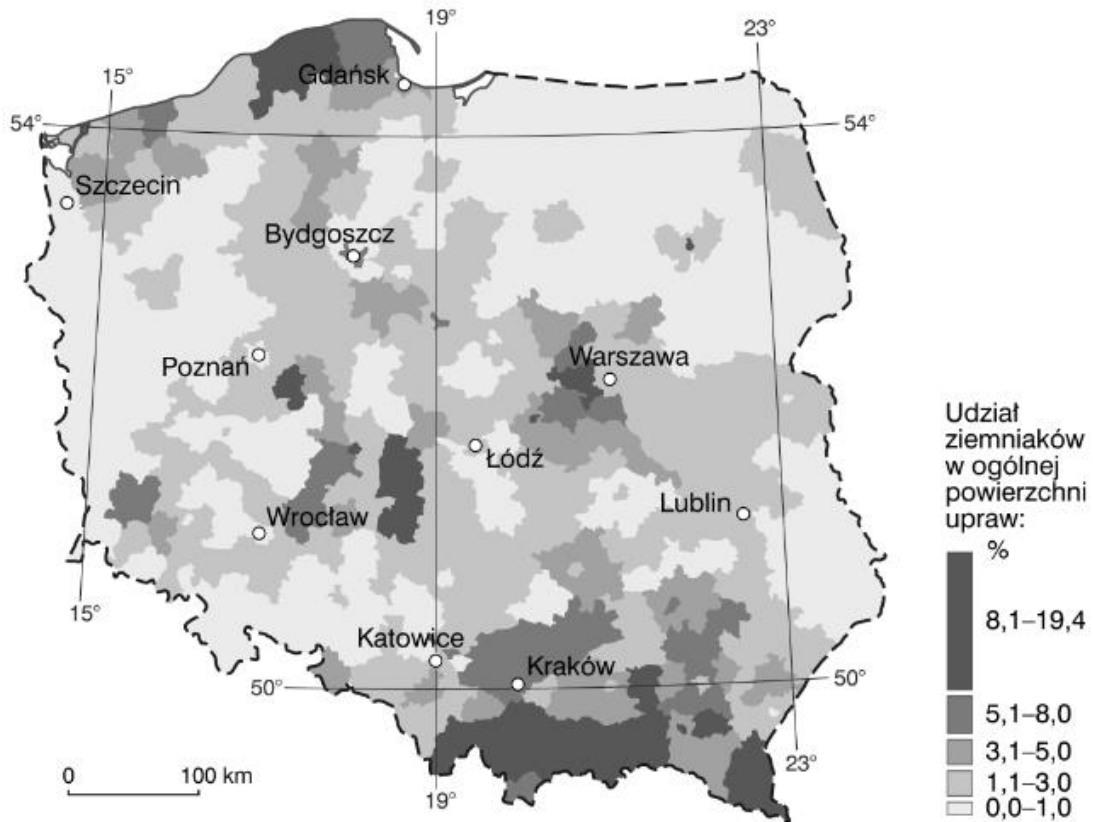 19°
23°
15°
Gdańsk
54°
54°
Szczecin
Bydgoszcz
Poznań
Warszawa
Łódź
Lublin
Wrocław
15°
Katowice
Kraków
50°
50°
23°
19°
0
100 km
Udział
ziemniaków
w ogólnej
powierzchni
upraw:
%
8,1–19,4
5,1–8,0
3,1–5,0
1,1–3,0
0,0–1,0